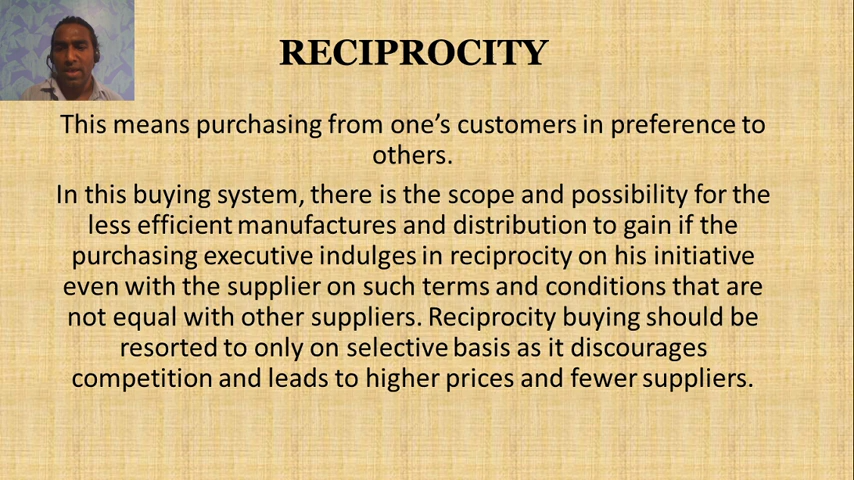 RECIPROCITY
This means purchasing from one’s customers in preference to
others.
In this buying system, there is the scope and possibility for the
less efficient manufactures and distribution to gain if the
purchasing executive indulges in reciprocity on his initiative
even with the supplier on such terms and conditions that are
not equal with other suppliers. Reciprocity buying should be
resorted to only on selective basis as it discourages
competition and leads to higher prices and fewer suppliers.